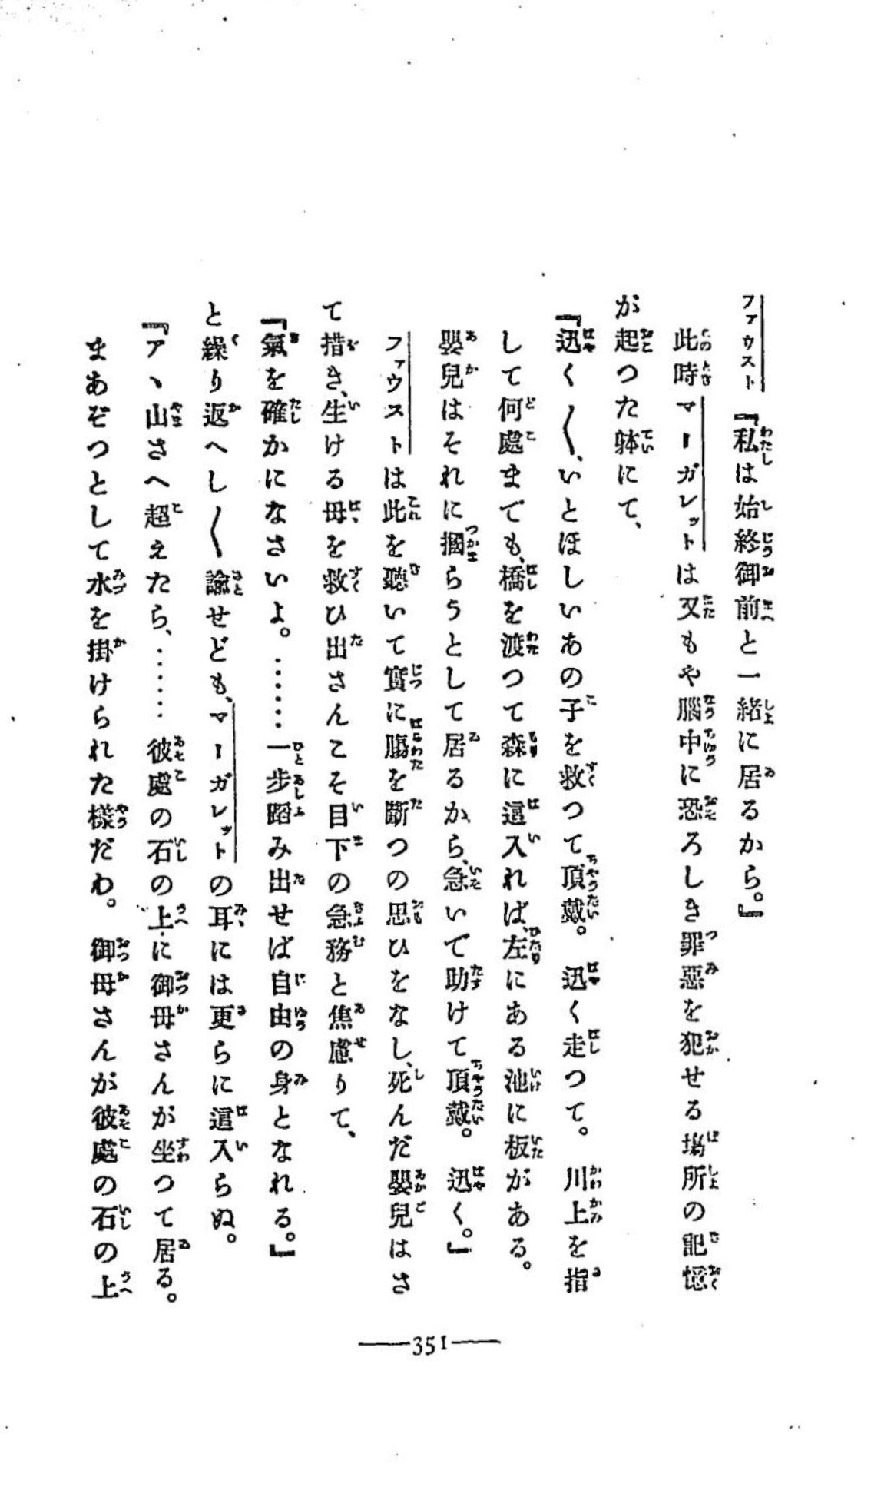 ファウスト『私は始終御前と一緒に居るから。』
此時マーガレットは又もや腦中に恐ろしき罪惡を犯せる塲所の記憶
が起つた躰にて、
『迅く〳〵、いとほしいあの子を救つて頂戴。迅く走つて。川上を指
して何處までも、橋を渡つて森に這入れば、左にある池に板がある。
嬰兒はそれに摑らうとして居るから、急いで助けて頂戴。迅く。』
ファウストは此を聽いて實に膓を斷つの思ひをなし、死んだ嬰兒はさ
て措き、生ける母を救ひ出さんこそ目下の急務と焦慮りて、
『氣を確かになさいよ。……一步蹈み出せば自由の身となれる。』
と繰り返へし〳〵諭せども、マーガレットの耳には更らに這入らぬ。
『アヽ山さへ超えたら、……彼處の石の上に御母さんが坐つて居る。
まあぞつとして水を掛けられた樣だわ。御母さんが彼處の石の上
351